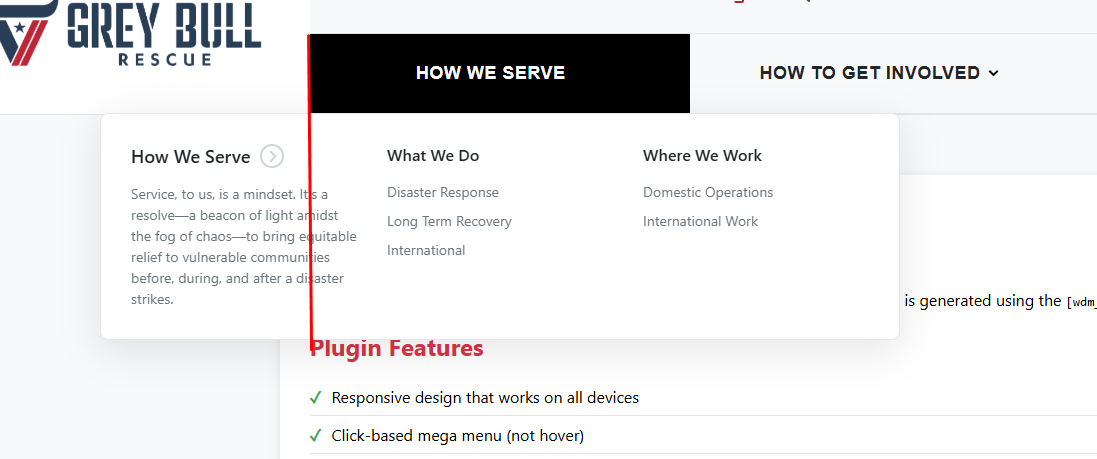 GREY BULL
RESCUE
HOW WE SERVE
HOW TO GET INVOLVED
How We Serve
Service, to us, is a mindset. It's a
resolve—a beacon of light amidst
the fog of chaos—to bring equitable
relief to vulnerable communities
before, during, and after a disaster
strikes.
What We Do
Disaster Response
Long Term Recovery
International
Where We Work
Domestic Operations
International Work
is generated using the [wdm_
Plugin Features
✓ Responsive design that works on all devices
✓ Click-based mega menu (not hover)